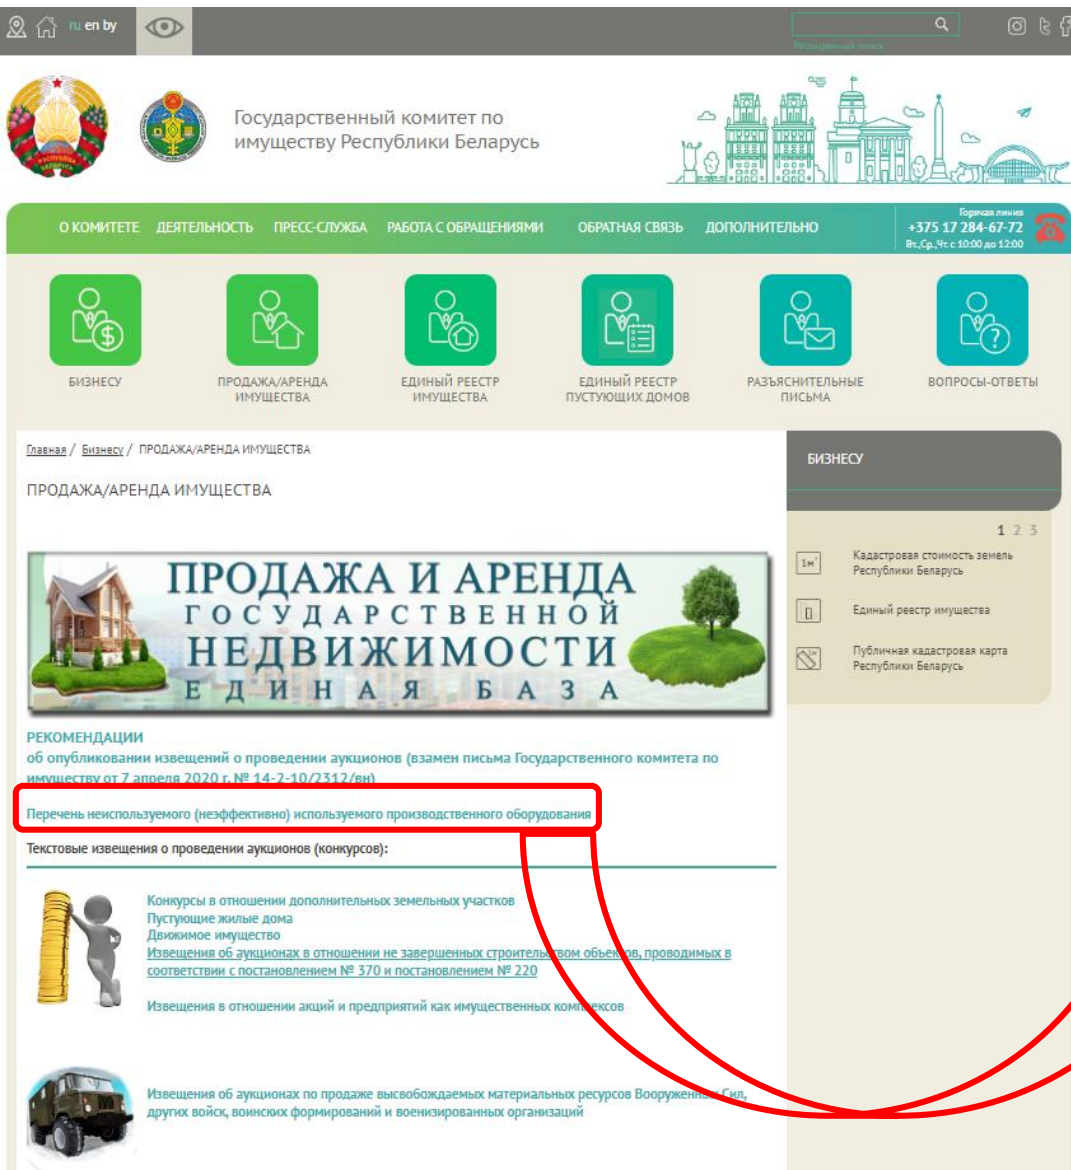 ru en by
Расширенный поиск
Государственный комитет по
имуществу Республики Беларусь
О КОМИТЕТЕ ДЕЯТЕЛЬНОСТЬ ПРЕСС-СЛУЖБА РАБОТА С ОБРАЩЕНИЯМИ ОБРАТНАЯ СВЯЗЬ ДОПОЛНИТЕЛЬНО
Горячая линия
+375 17 284-67-72
Вт.,Ср.,Чт. с 10:00 до 12:00
БИЗНЕСУ
ПРОДАЖА/АРЕНДА
ИМУЩЕСТВА
ЕДИНЫЙ РЕЕСТР
ИМУЩЕСТВА
ЕДИНЫЙ РЕЕСТР
ПУСТУЮЩИХ ДОМОВ
РАЗЪЯСНИТЕЛЬНЫЕ
ПИСЬМА
ВОПРОСЫ-ОТВЕТЫ
Главная / Бизнесу / ПРОДАЖА/АРЕНДА ИМУЩЕСТВА
ПРОДАЖА/АРЕНДА ИМУЩЕСТВА
ПРОДАЖА И АРЕНДА
ГОСУДАРСТВЕННОЙ
НЕДВИЖИМОСТИ
ЕДИНАЯ БАЗА
РЕКОМЕНДАЦИИ
об опубликовании извещений о проведении аукционов (взамен письма Государственного комитета по
имуществу от 7 апреля 2020 г. № 14-2-10/2312/вн)
Перечень неиспользуемого (неэффективно) используемого производственного оборудования
Текстовые извещения о проведении аукционов (конкурсов):
Конкурсы в отношении дополнительных земельных участков
Пустующие жилые дома
Движимое имущество
Извещения об аукционах в отношении не завершенных строительством объектов, проводимых в
соответствии с постановлением № 370 и постановлением № 220
Извещения в отношении акций и предприятий как имущественных комплексов
Извещения об аукционах по продаже высвобождаемых материальных ресурсов Вооруженных Сил,
других войск, воинских формирований и военизированных организаций
БИЗНЕСУ
1 2 3
Кадастровая стоимость земель
Республики Беларусь
Единый реестр имущества
Публичная кадастровая карта
Республики Беларусь